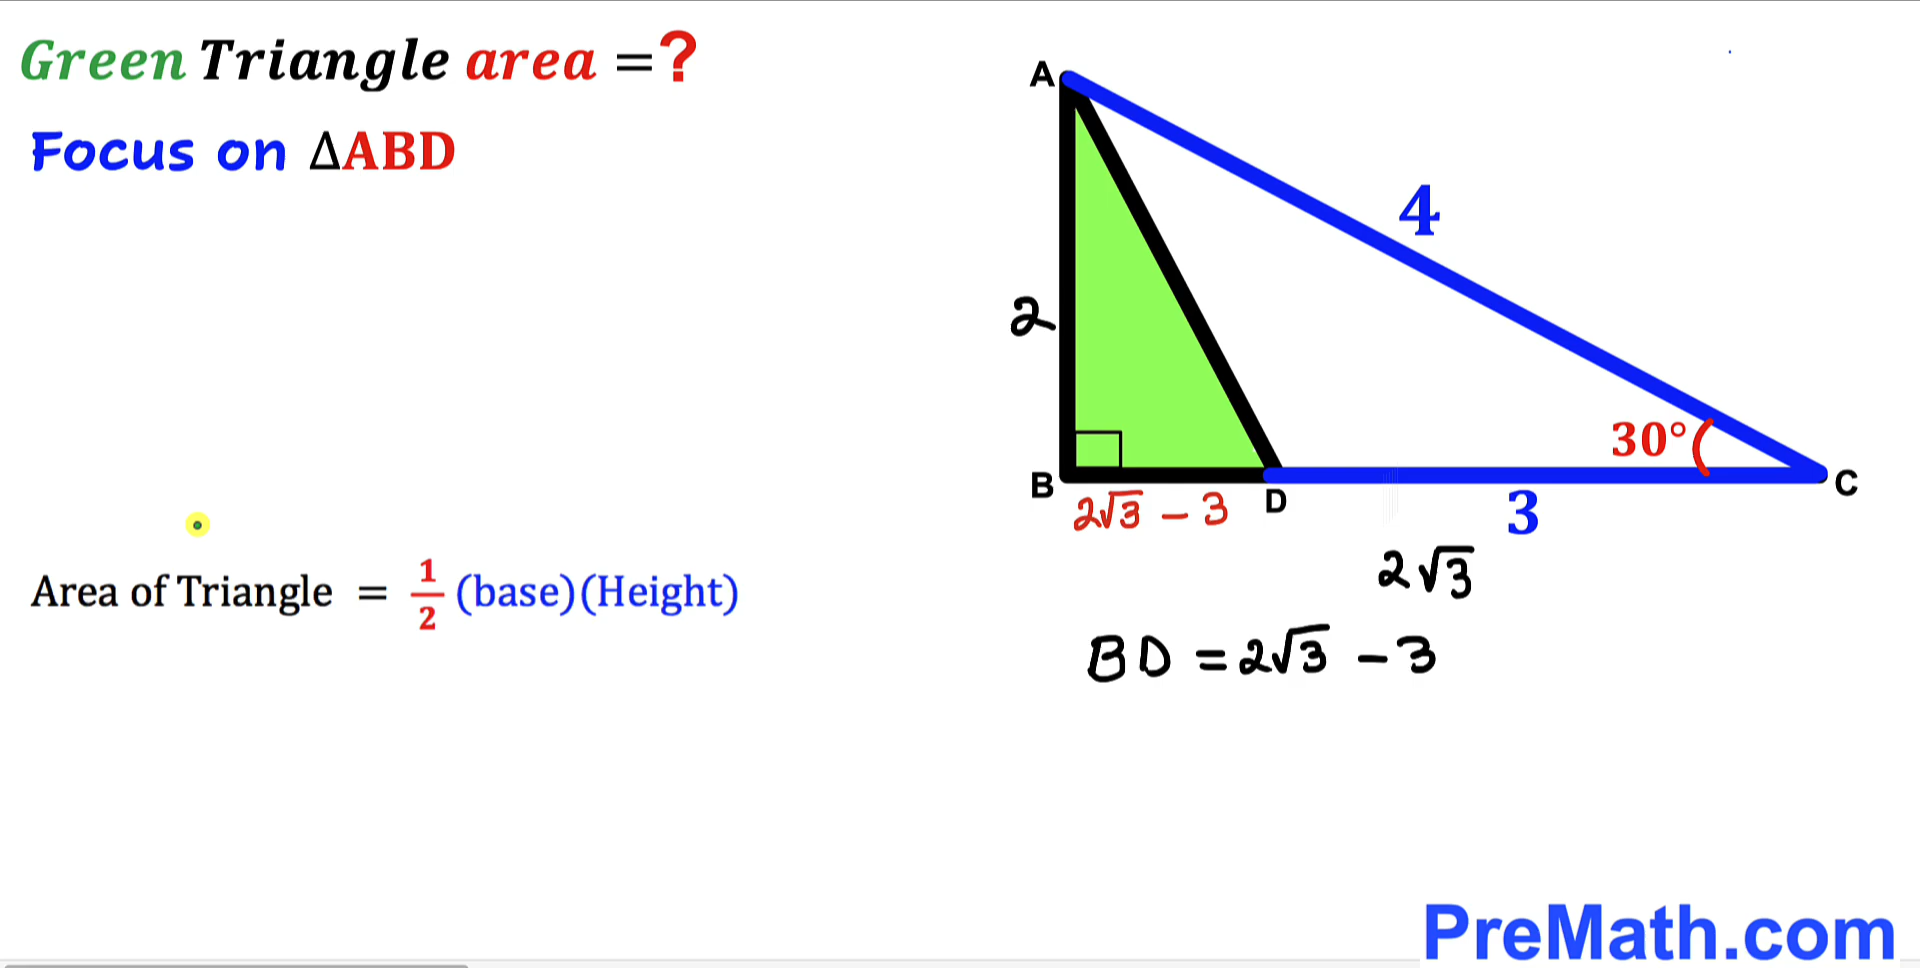 Green Triangle area =?
Focus on ΔABD
A
4
2
30°
B
2√3 − 3
D
3
C
2√3
Area of Triangle = 1/2 (base)(Height)
BD = 2√3 − 3
PreMath.com